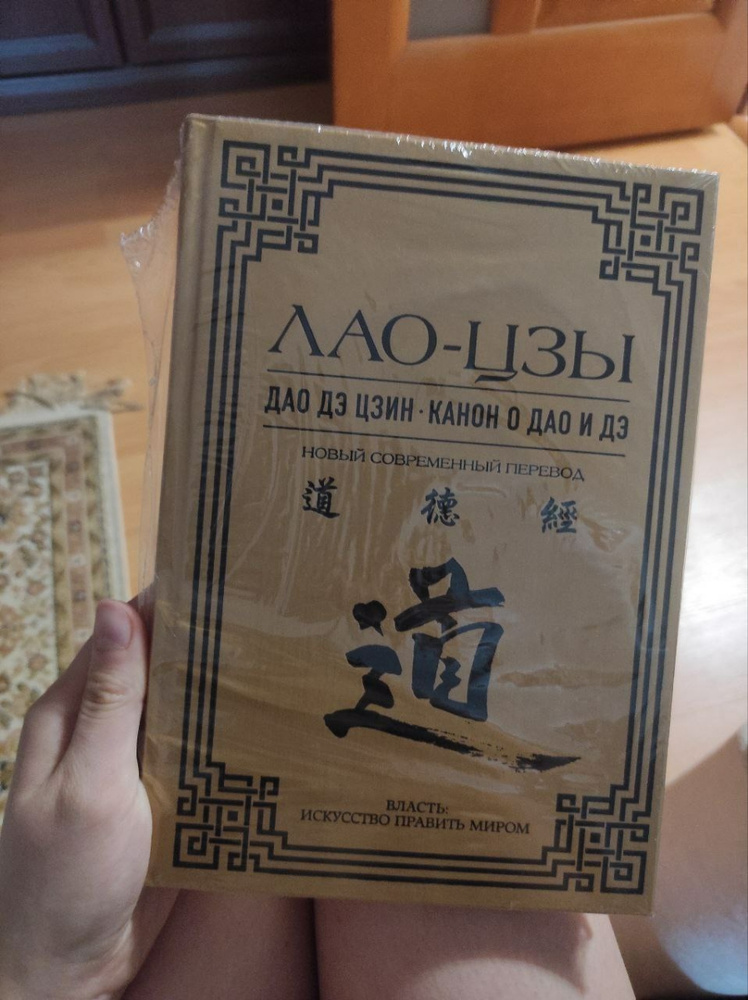 ЛАО-ЦЗЫ
ДАО ДЭ ЦЗИН · КАНОН О ДАО И ДЭ
НОВЫЙ СОВРЕМЕННЫЙ ПЕРЕВОД
道 德 經
道
ВЛАСТЬ:
ИСКУССТВО ПРАВИТЬ МИРОМ